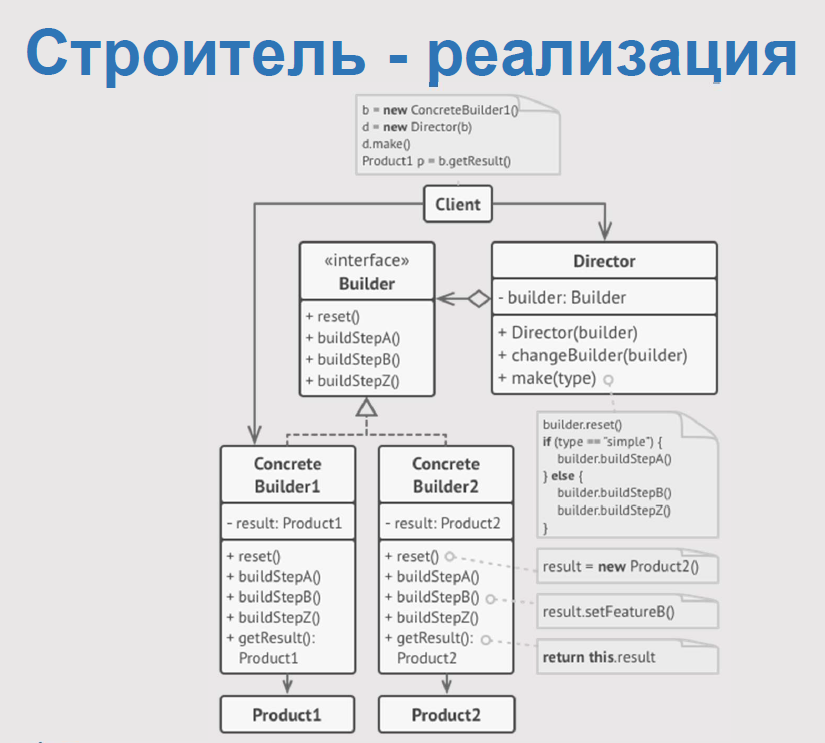 Строитель - реализация
b = new ConcreteBuilder1()
d = new Director(b)
d.make()
Product1 p = b.getResult()
Client
«interface»
Builder
+ reset()
+ buildStepA()
+ buildStepB()
+ buildStepZ()
Director
- builder: Builder
+ Director(builder)
+ changeBuilder(builder)
+ make(type)
builder.reset()
if (type == "simple") {
builder.buildStepA()
} else {
builder.buildStepB()
builder.buildStepZ()
}
Concrete
Builder1
- result: Product1
+ reset()
+ buildStepA()
+ buildStepB()
+ buildStepZ()
+ getResult():
Product1
Concrete
Builder2
- result: Product2
+ reset()
+ buildStepA()
+ buildStepB()
+ buildStepZ()
+ getResult():
Product2
result = new Product2()
result.setFeatureB()
return this.result
Product1
Product2